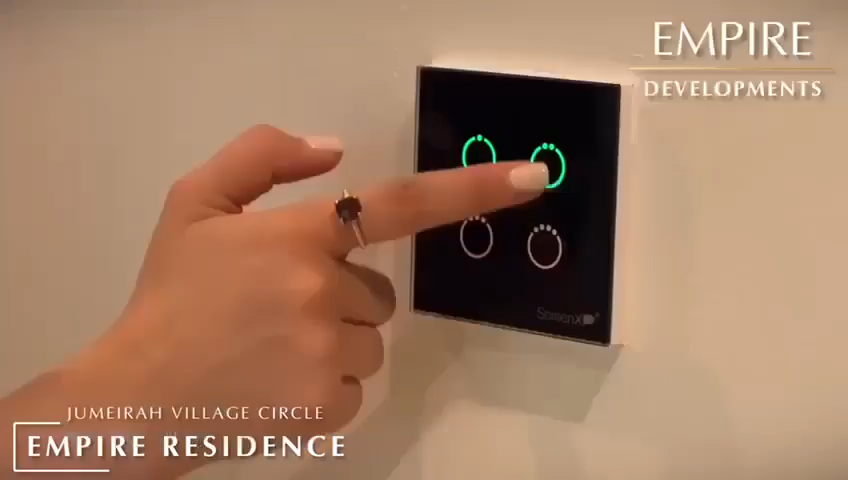 EMPIRE
DEVELOPMENTS
JUMEIRAH VILLAGE CIRCLE
EMPIRE RESIDENCE